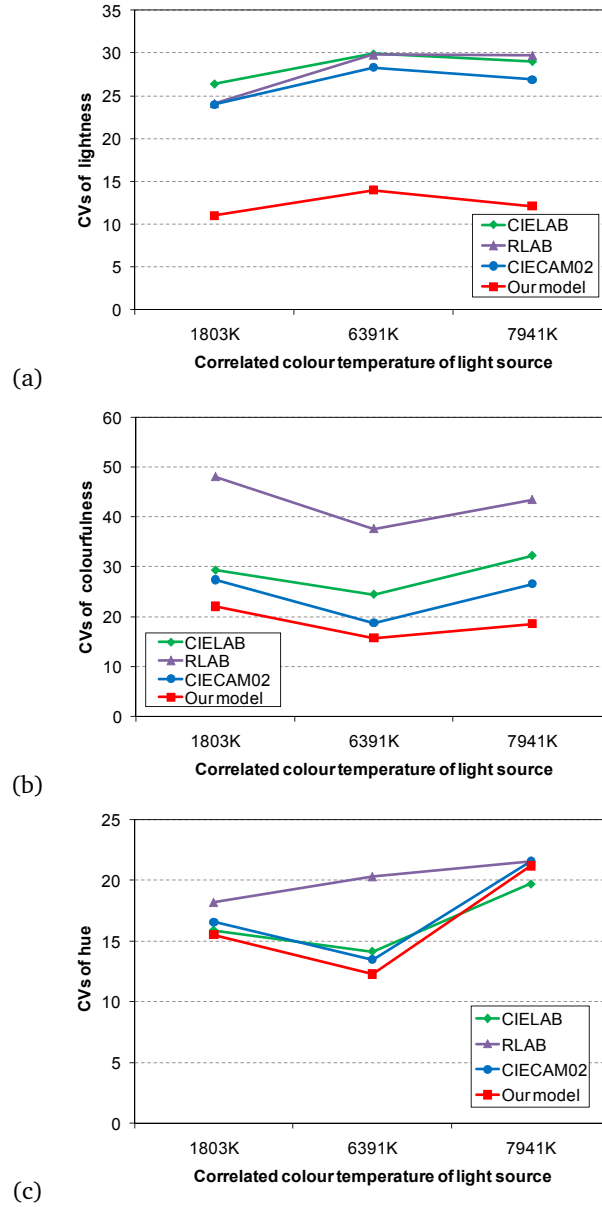 35
30
25
20
15
10
5
0
CVs of lightness
CIELAB
RLAB
CIECAM02
Our model
1803K 6391K 7941K
Correlated colour temperature of light source
(a)
60
50
40
30
20
10
0
CVs of colourfulness
CIELAB
RLAB
CIECAM02
Our model
1803K 6391K 7941K
Correlated colour temperature of light source
(b)
25
20
15
10
5
0
CVs of hue
CIELAB
RLAB
CIECAM02
Our model
1803K 6391K 7941K
Correlated colour temperature of light source
(c)